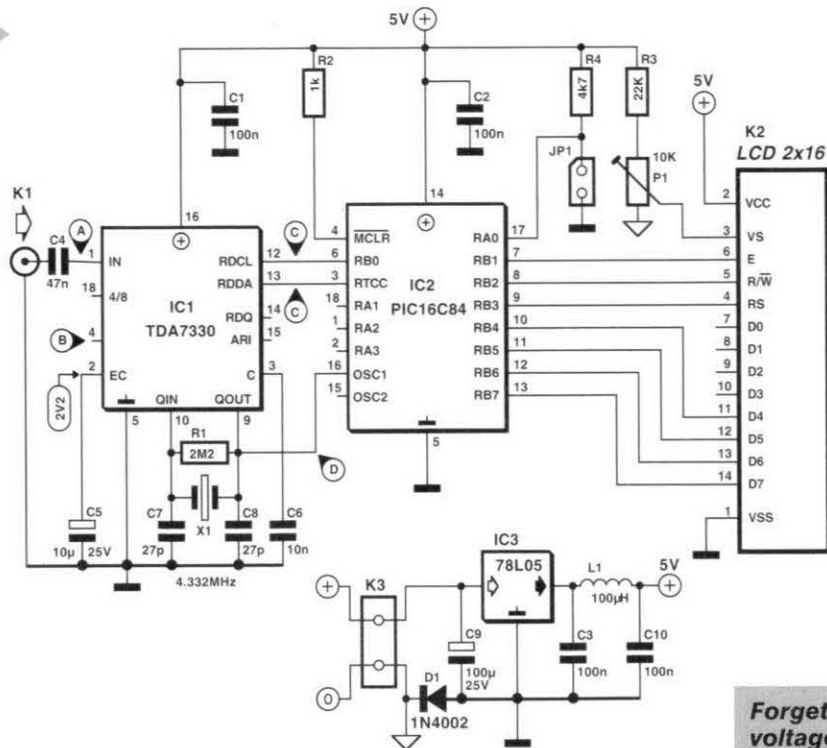 5V
R2
1k
C1
100n
C2
100n
R4
4k7
R3
22K
JP1
10K
P1
5V
K2
LCD 2x16
K1
C4
47n
A
16
1
IN
18
4/8
B
4
2
EC
2V2
IC1
TDA7330
RDCL
12
RDDA
13
RDQ
14
ARI
15
C
3
QIN
QOUT
5
10
9
C
C
R1
2M2
D
X1
C5
10µ
25V
C7
27p
C8
27p
C6
10n
4.332MHz
14
4
MCLR
6
RB0
3
RTCC
18
RA1
1
RA2
2
RA3
16
OSC1
15
OSC2
IC2
PIC16C84
RA0
17
RB1
7
RB2
8
RB3
9
RB4
10
RB5
11
RB6
12
RB7
13
5
2
VCC
3
VS
6
E
5
R/W
4
RS
7
D0
8
D1
9
D2
10
D3
11
D4
12
D5
13
D6
14
D7
1
VSS
K3
0
IC3
78L05
L1
100µH
5V
C9
100µ
25V
D1
1N4002
C3
100n
C10
100n
Forget
voltage